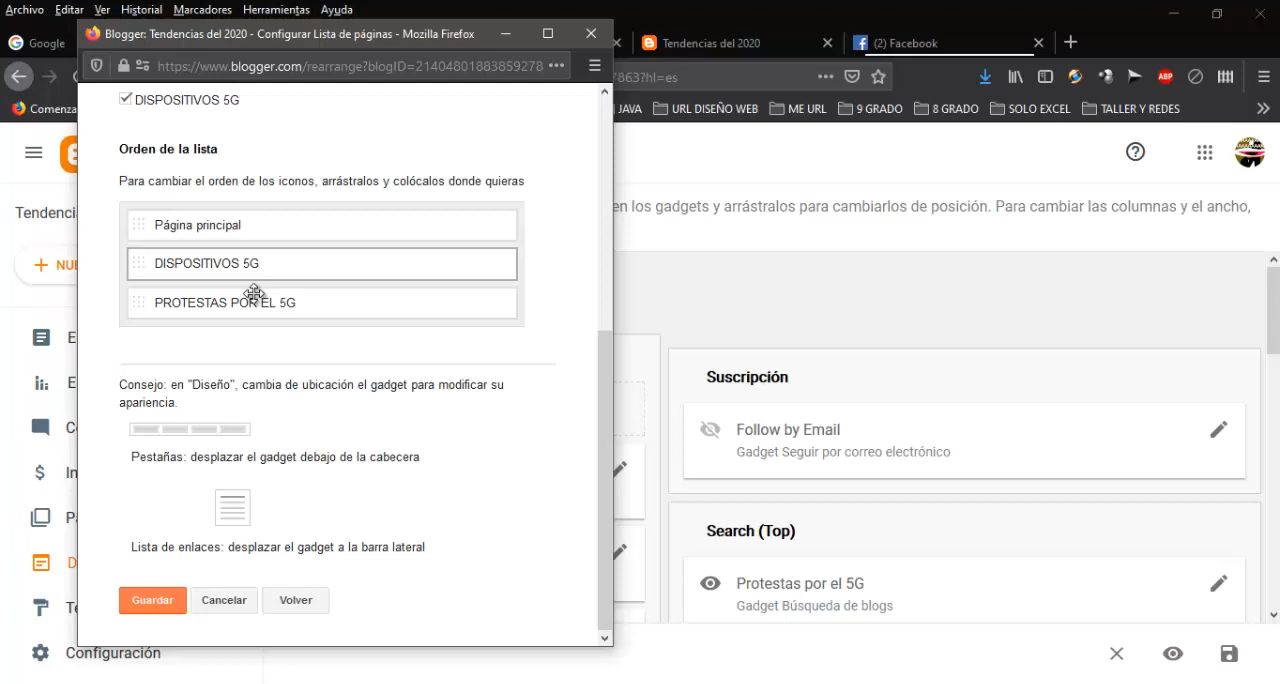 Archivo Editar Ver Historial Marcadores Herramientas Ayuda
Blogger: Tendencias del 2020 - Configurar Lista de páginas - Mozilla Firefox
Google
Tendencias del 2020
(2) Facebook
https://www.blogger.com/rearrange?blogID=21404801883859278
7863?hl=es
ABP
Comenza
JAVA
URL DISEÑO WEB
ME URL
9 GRADO
8 GRADO
SOLO EXCEL
TALLER Y REDES
DISPOSITIVOS 5G
Orden de la lista
Para cambiar el orden de los iconos, arrástralos y colócalos donde quieras
Página principal
DISPOSITIVOS 5G
PROTESTAS POR EL 5G
Consejo: en "Diseño", cambia de ubicación el gadget para modificar su
apariencia.
Pestañas: desplazar el gadget debajo de la cabecera
Lista de enlaces: desplazar el gadget a la barra lateral
Guardar
Cancelar
Volver
Tendenci
NU
Configuración
en los gadgets y arrástralos para cambiarlos de posición. Para cambiar las columnas y el ancho,
Suscripción
Follow by Email
Gadget Seguir por correo electrónico
Search (Top)
Protestas por el 5G
Gadget Búsqueda de blogs